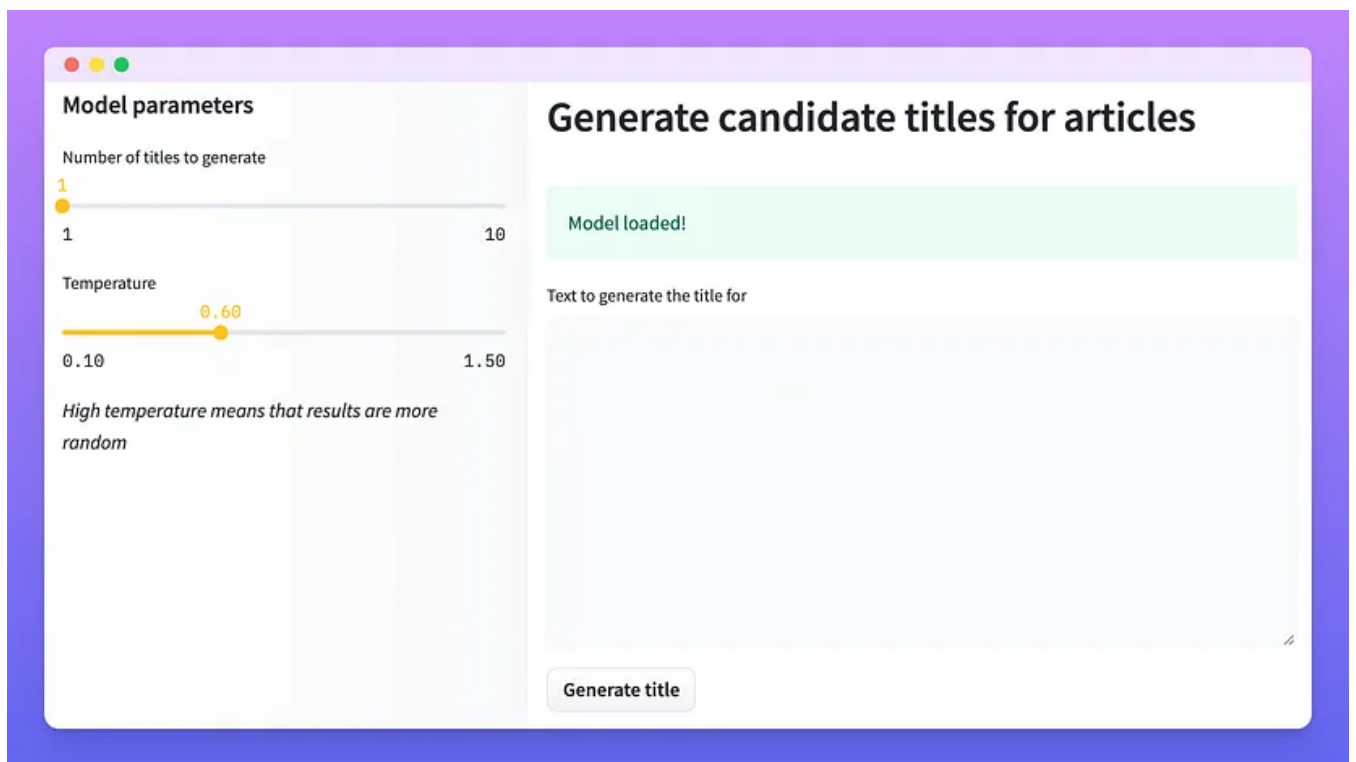 Model parameters
Number of titles to generate
1
1 10
Temperature
0.60
0.10 1.50
High temperature means that results are more
random
Generate candidate titles for articles
Model loaded!
Text to generate the title for
Generate title